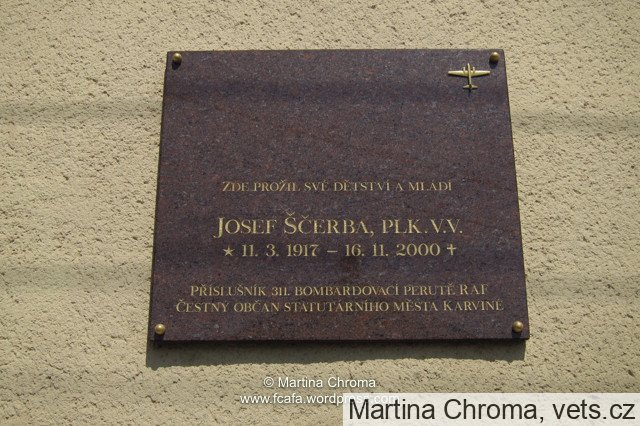 ZDE PROŽIL SVÉ DĚTSTVÍ A MLÁDÍ
JOSEF ŠČERBA, PLK. V.V.
★ 11. 3. 1917 – 16. 11. 2000 ✝
PŘÍSLUŠNÍK 311. BOMBARDOVACÍ PERUTĚ RAF
ČESTNÝ OBČAN STATUTÁRNÍHO MĚSTA KARVINÉ
© Martina Chroma
www.fcafa.wordpress.com
Martina Chroma, vets.cz